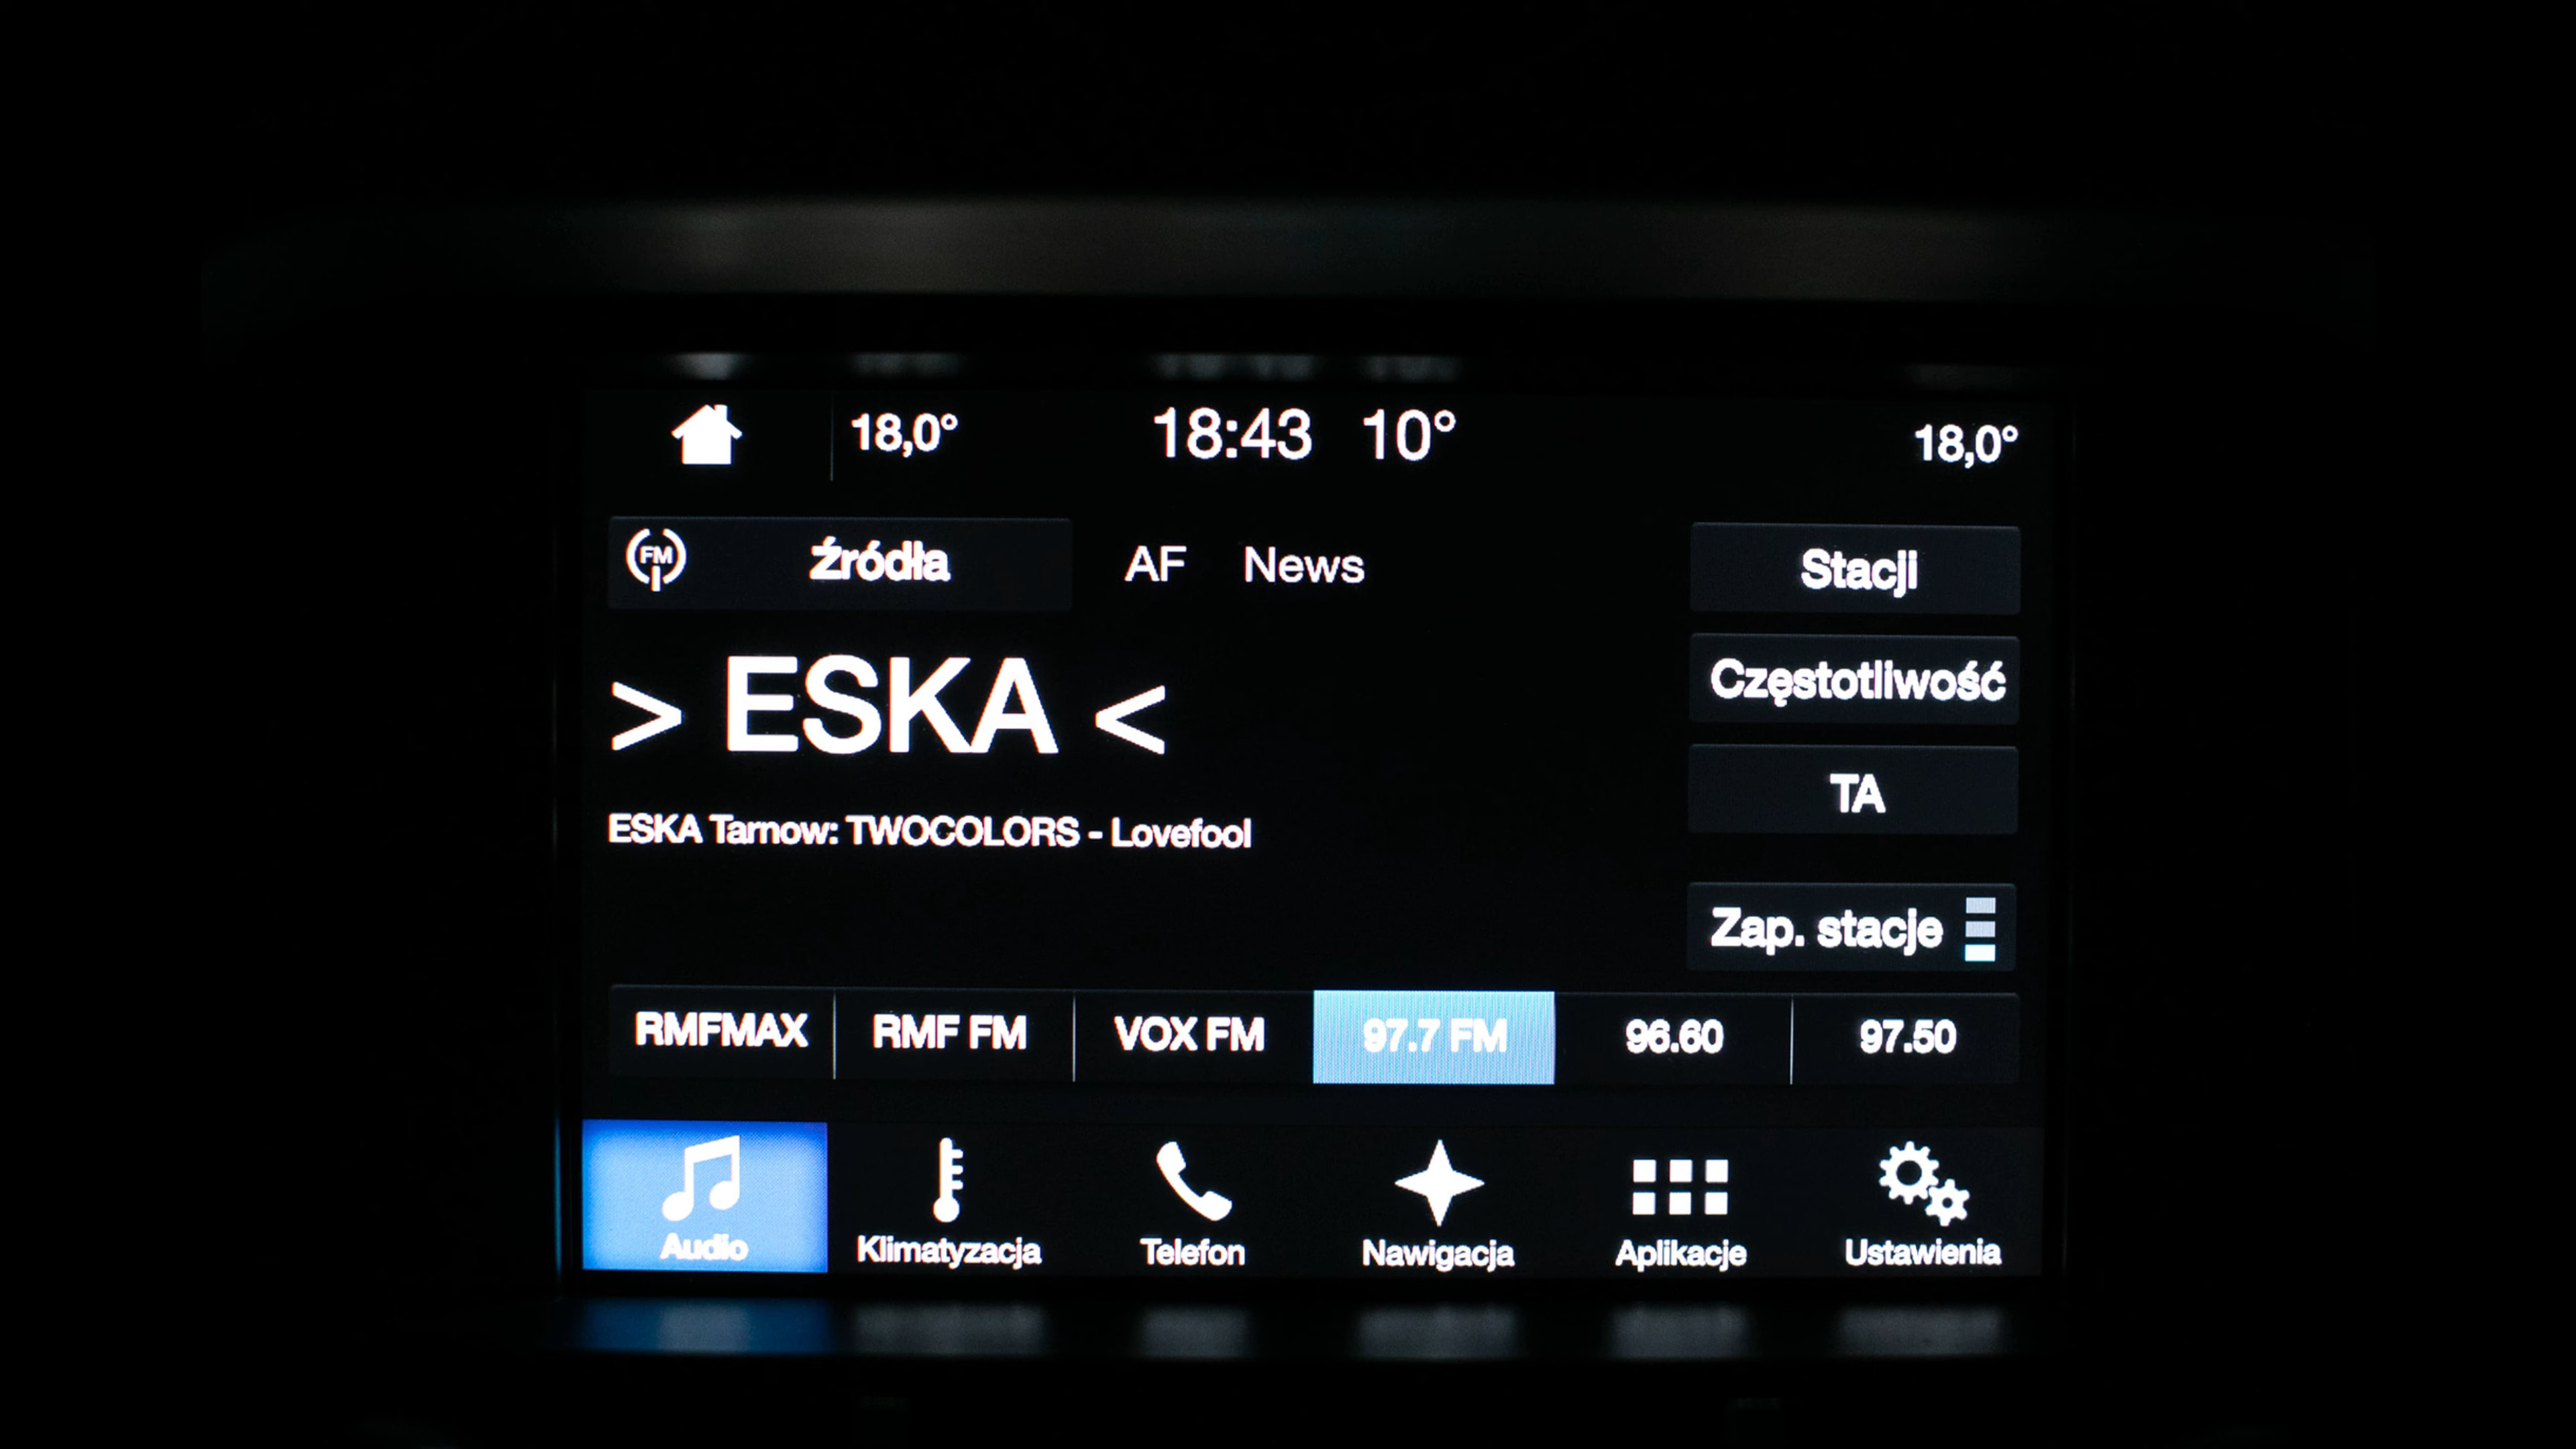 18,0° 18:43 10° 18,0°
FM Źródła AF News Stacji
> ESKA < Częstotliwość
TA
ESKA Tarnow: TWOCOLORS - Lovefool
Zap. stacje
RMFMAX RMF FM VOX FM 97.7 FM 96.60 97.50
Audio Klimatyzacja Telefon Nawigacja Aplikacje Ustawienia